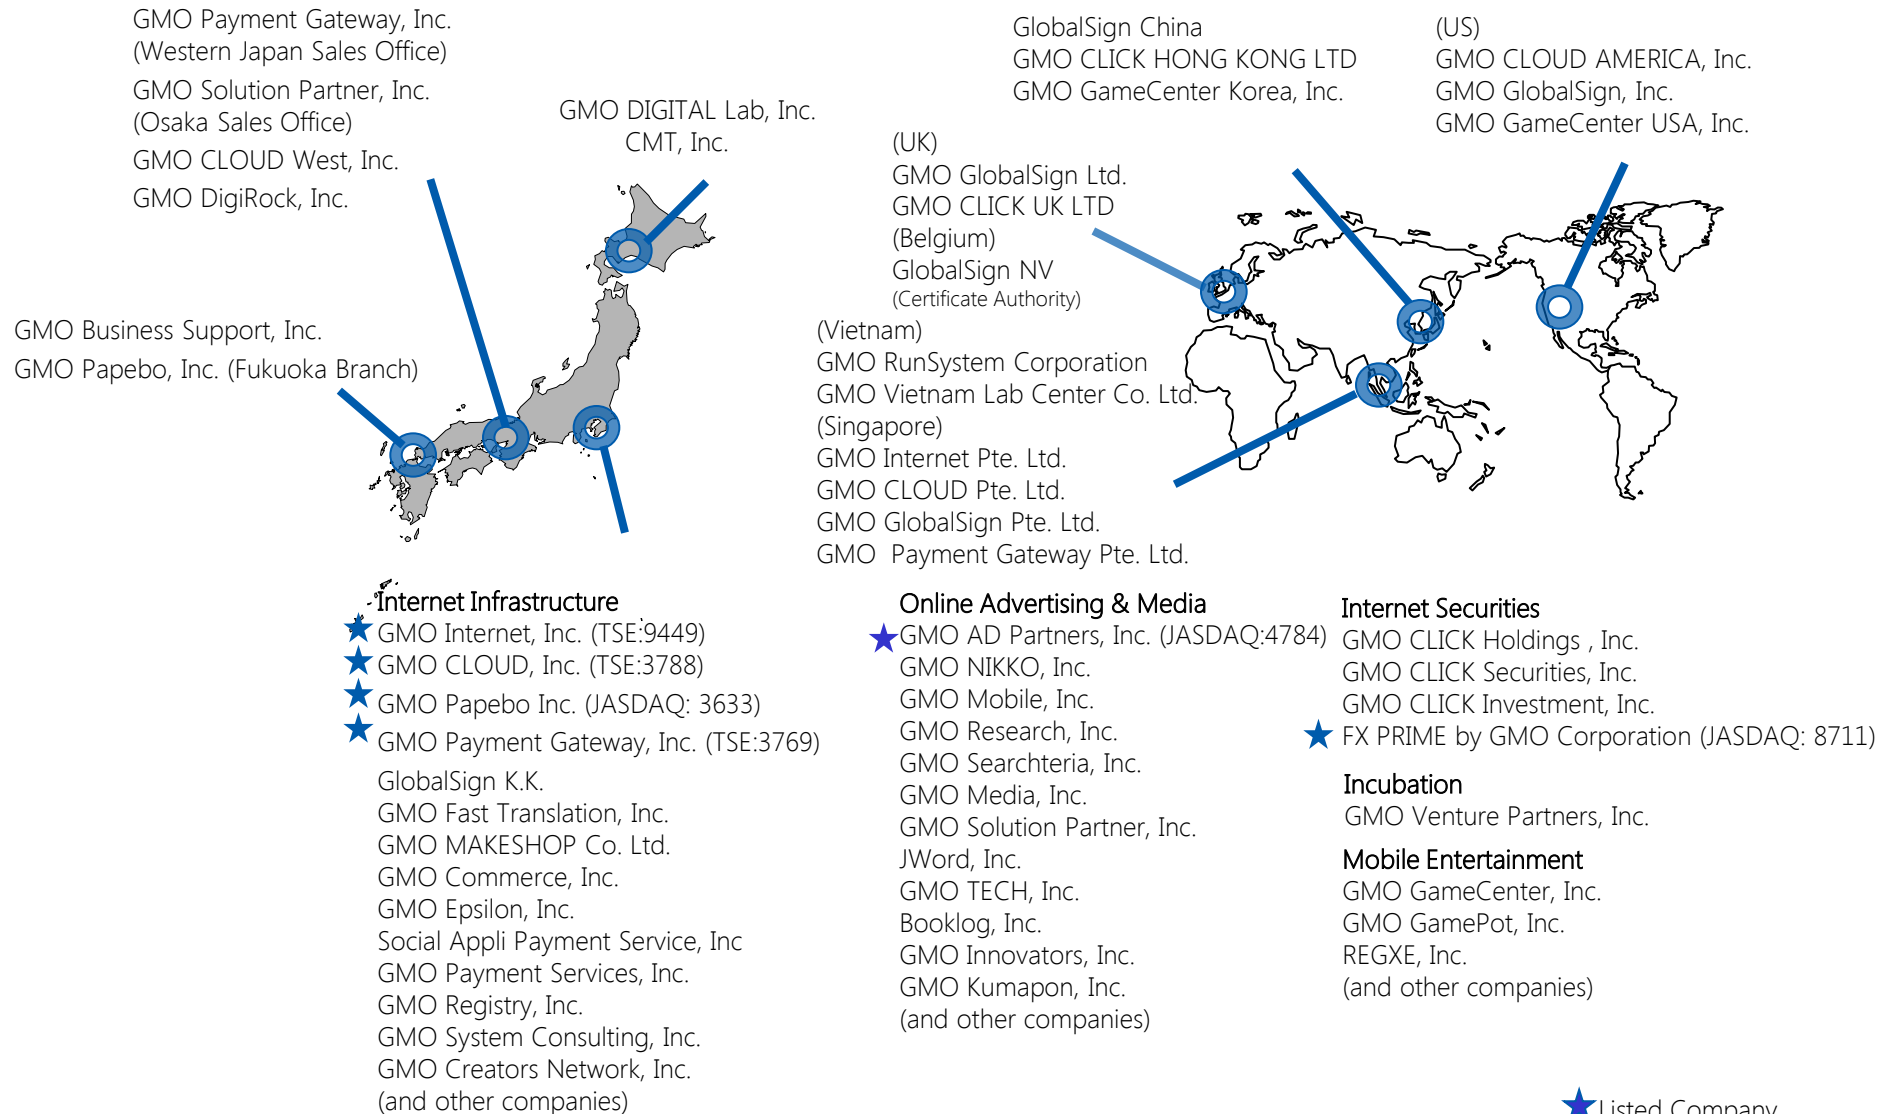 GMO Payment Gateway, Inc.
(Western Japan Sales Office)
GMO Solution Partner, Inc.
(Osaka Sales Office)
GMO CLOUD West, Inc.
GMO DigiRock, Inc.
GMO DIGITAL Lab, Inc.
CMT, Inc.
GMO Business Support, Inc.
GMO Papebo, Inc. (Fukuoka Branch)
GlobalSign China
GMO CLICK HONG KONG LTD
GMO GameCenter Korea, Inc.
(US)
GMO CLOUD AMERICA, Inc.
GMO GlobalSign, Inc.
GMO GameCenter USA, Inc.
(UK)
GMO GlobalSign Ltd.
GMO CLICK UK LTD
(Belgium)
GlobalSign NV
(Certificate Authority)
(Vietnam)
GMO RunSystem Corporation
GMO Vietnam Lab Center Co. Ltd.
(Singapore)
GMO Internet Pte. Ltd.
GMO CLOUD Pte. Ltd.
GMO GlobalSign Pte. Ltd.
GMO Payment Gateway Pte. Ltd.
Internet Infrastructure
GMO Internet, Inc. (TSE:9449)
GMO CLOUD, Inc. (TSE:3788)
GMO Papebo Inc. (JASDAQ: 3633)
GMO Payment Gateway, Inc. (TSE:3769)
GlobalSign K.K.
GMO Fast Translation, Inc.
GMO MAKESHOP Co. Ltd.
GMO Commerce, Inc.
GMO Epsilon, Inc.
Social Appli Payment Service, Inc
GMO Payment Services, Inc.
GMO Registry, Inc.
GMO System Consulting, Inc.
GMO Creators Network, Inc.
(and other companies)
Online Advertising & Media
GMO AD Partners, Inc. (JASDAQ:4784)
GMO NIKKO, Inc.
GMO Mobile, Inc.
GMO Research, Inc.
GMO Searchteria, Inc.
GMO Media, Inc.
GMO Solution Partner, Inc.
JWord, Inc.
GMO TECH, Inc.
Booklog, Inc.
GMO Innovators, Inc.
GMO Kumapon, Inc.
(and other companies)
Internet Securities
GMO CLICK Holdings , Inc.
GMO CLICK Securities, Inc.
GMO CLICK Investment, Inc.
FX PRIME by GMO Corporation (JASDAQ: 8711)
Incubation
GMO Venture Partners, Inc.
Mobile Entertainment
GMO GameCenter, Inc.
GMO GamePot, Inc.
REGXE, Inc.
(and other companies)
Listed Company